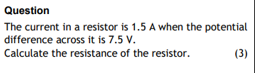 Question
The current in a resistor is 1.5 A when the potential
difference across it is 7.5 V.
Calculate the resistance of the resistor. (3)